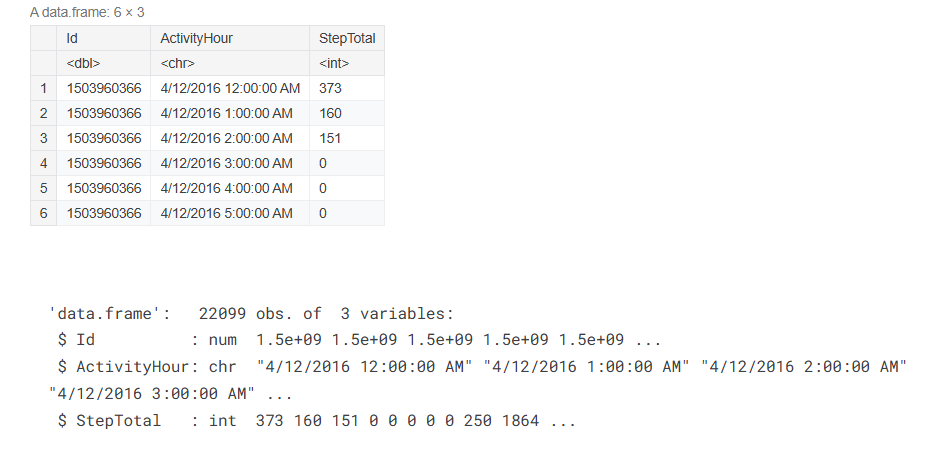 A data.frame: 6 × 3
Id ActivityHour StepTotal
<dbl> <chr> <int>
1 1503960366 4/12/2016 12:00:00 AM 373
2 1503960366 4/12/2016 1:00:00 AM 160
3 1503960366 4/12/2016 2:00:00 AM 151
4 1503960366 4/12/2016 3:00:00 AM 0
5 1503960366 4/12/2016 4:00:00 AM 0
6 1503960366 4/12/2016 5:00:00 AM 0
'data.frame':   22099 obs. of  3 variables:
 $ Id          : num  1.5e+09 1.5e+09 1.5e+09 1.5e+09 1.5e+09 ...
 $ ActivityHour: chr  "4/12/2016 12:00:00 AM" "4/12/2016 1:00:00 AM" "4/12/2016 2:00:00 AM"
"4/12/2016 3:00:00 AM" ...
 $ StepTotal   : int  373 160 151 0 0 0 0 0 250 1864 ...